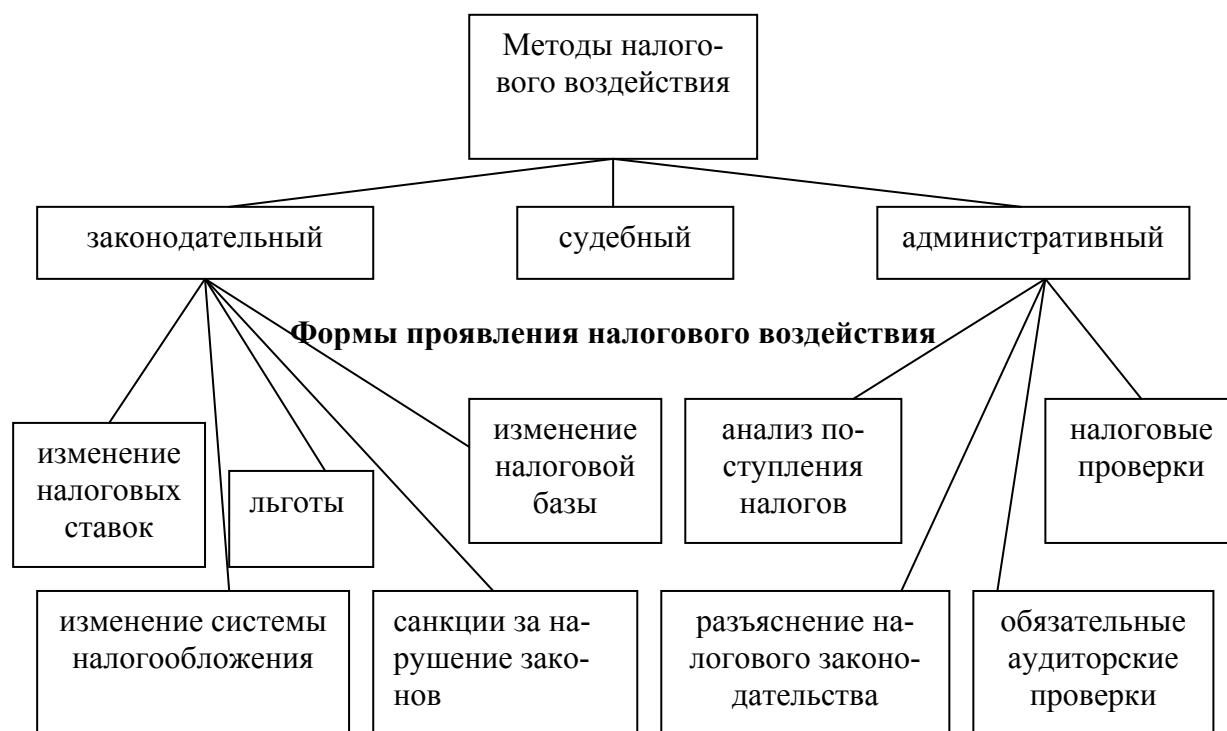 Методы налого-
вого воздействия
законодательный
судебный
административный
Формы проявления налогового воздействия
изменение
налоговых
ставок
льготы
изменение
налоговой
базы
анализ по-
ступления
налогов
налоговые
проверки
изменение системы
налогообложения
санкции за на-
рушение зако-
нов
разъяснение на-
логового законо-
дательства
обязательные
аудиторские
проверки